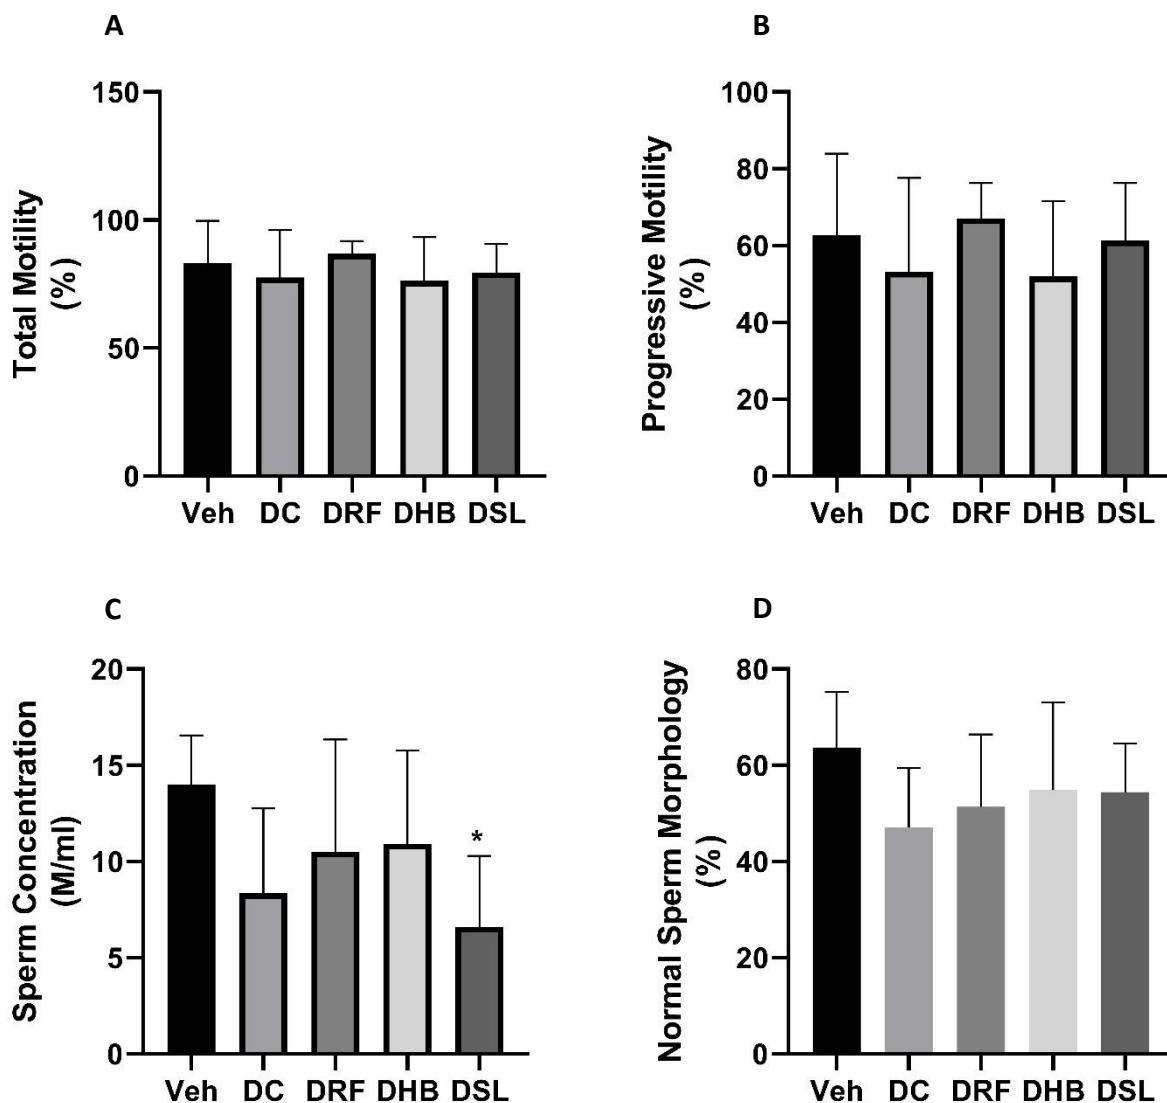 A
Total Motility
(%)
150
100
50
0
Veh DC DRF DHB DSL
B
Progressive Motility
(%)
100
80
60
40
20
0
Veh DC DRF DHB DSL
C
Sperm Concentration
(M/ml)
20
15
10
5
0
*
Veh DC DRF DHB DSL
D
Normal Sperm Morphology
(%)
80
60
40
20
0
Veh DC DRF DHB DSL